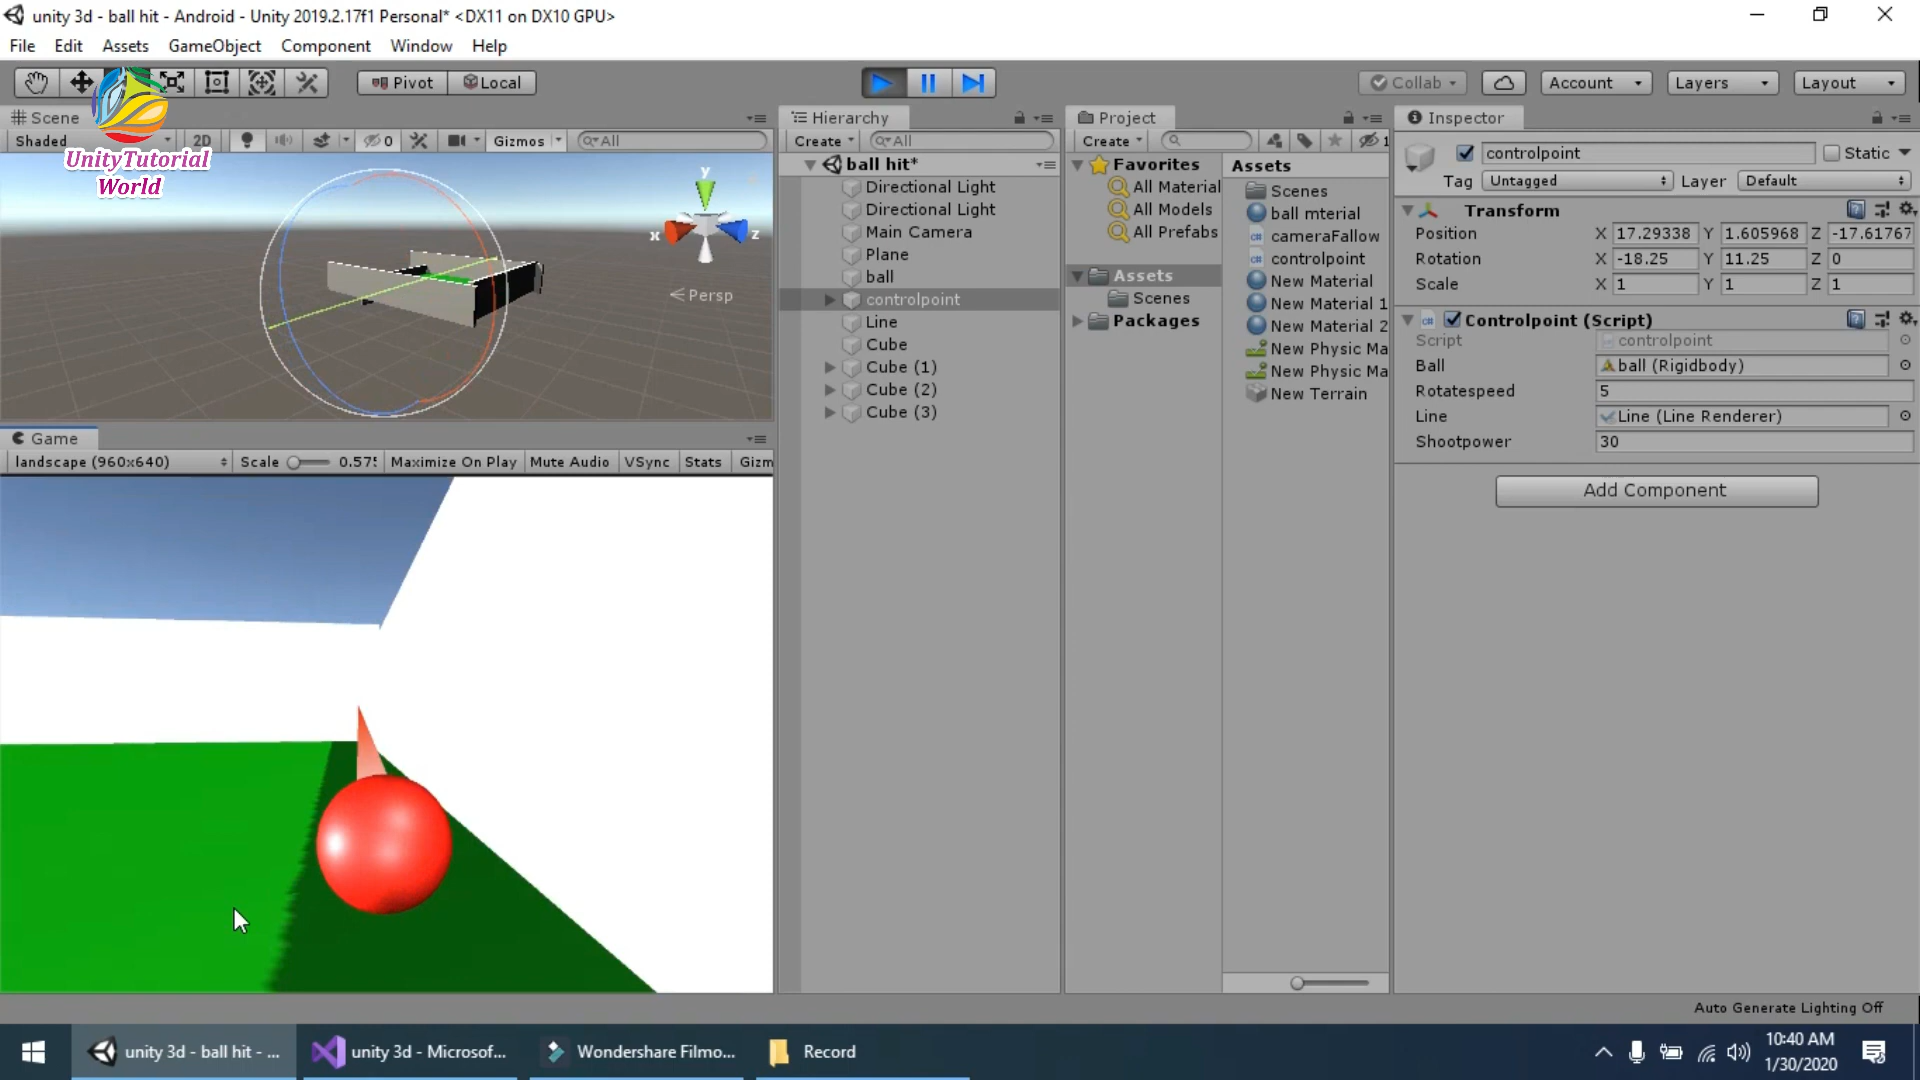 unity 3d - ball hit - Android - Unity 2019.2.17f1 Personal* <DX11 on DX10 GPU>
File Edit Assets GameObject Component Window Help
Pivot Local Collab Account Layers Layout
Scene
Shaded 2D 0 Gizmos All
UnityTutorial
World
y
x z
Persp
Game
landscape (960x640) Scale 0.57 Maximize On Play Mute Audio VSync Stats Gizm
Hierarchy
Create All
ball hit*
Directional Light
Directional Light
Main Camera
Plane
ball
controlpoint
Line
Cube
Cube (1)
Cube (2)
Cube (3)
Project
Create 1
Favorites
All Material
All Models
All Prefabs
Assets
Scenes
Packages
Assets
Scenes
ball mterial
cameraFallow
controlpoint
New Material
New Material 1
New Material 2
New Physic Ma
New Physic Ma
New Terrain
Inspector
controlpoint Static
Tag Untagged Layer Default
Transform
Position X 17.29338 Y 1.605968 Z -17.61767
Rotation X -18.25 Y 11.25 Z 0
Scale X 1 Y 1 Z 1
Controlpoint (Script)
Script controlpoint
Ball ball (Rigidbody)
Rotatespeed 5
Line Line (Line Renderer)
Shootpower 30
Add Component
Auto Generate Lighting Off
unity 3d - ball hit - ... unity 3d - Microsof... Wondershare Filmo... Record
10:40 AM
1/30/2020